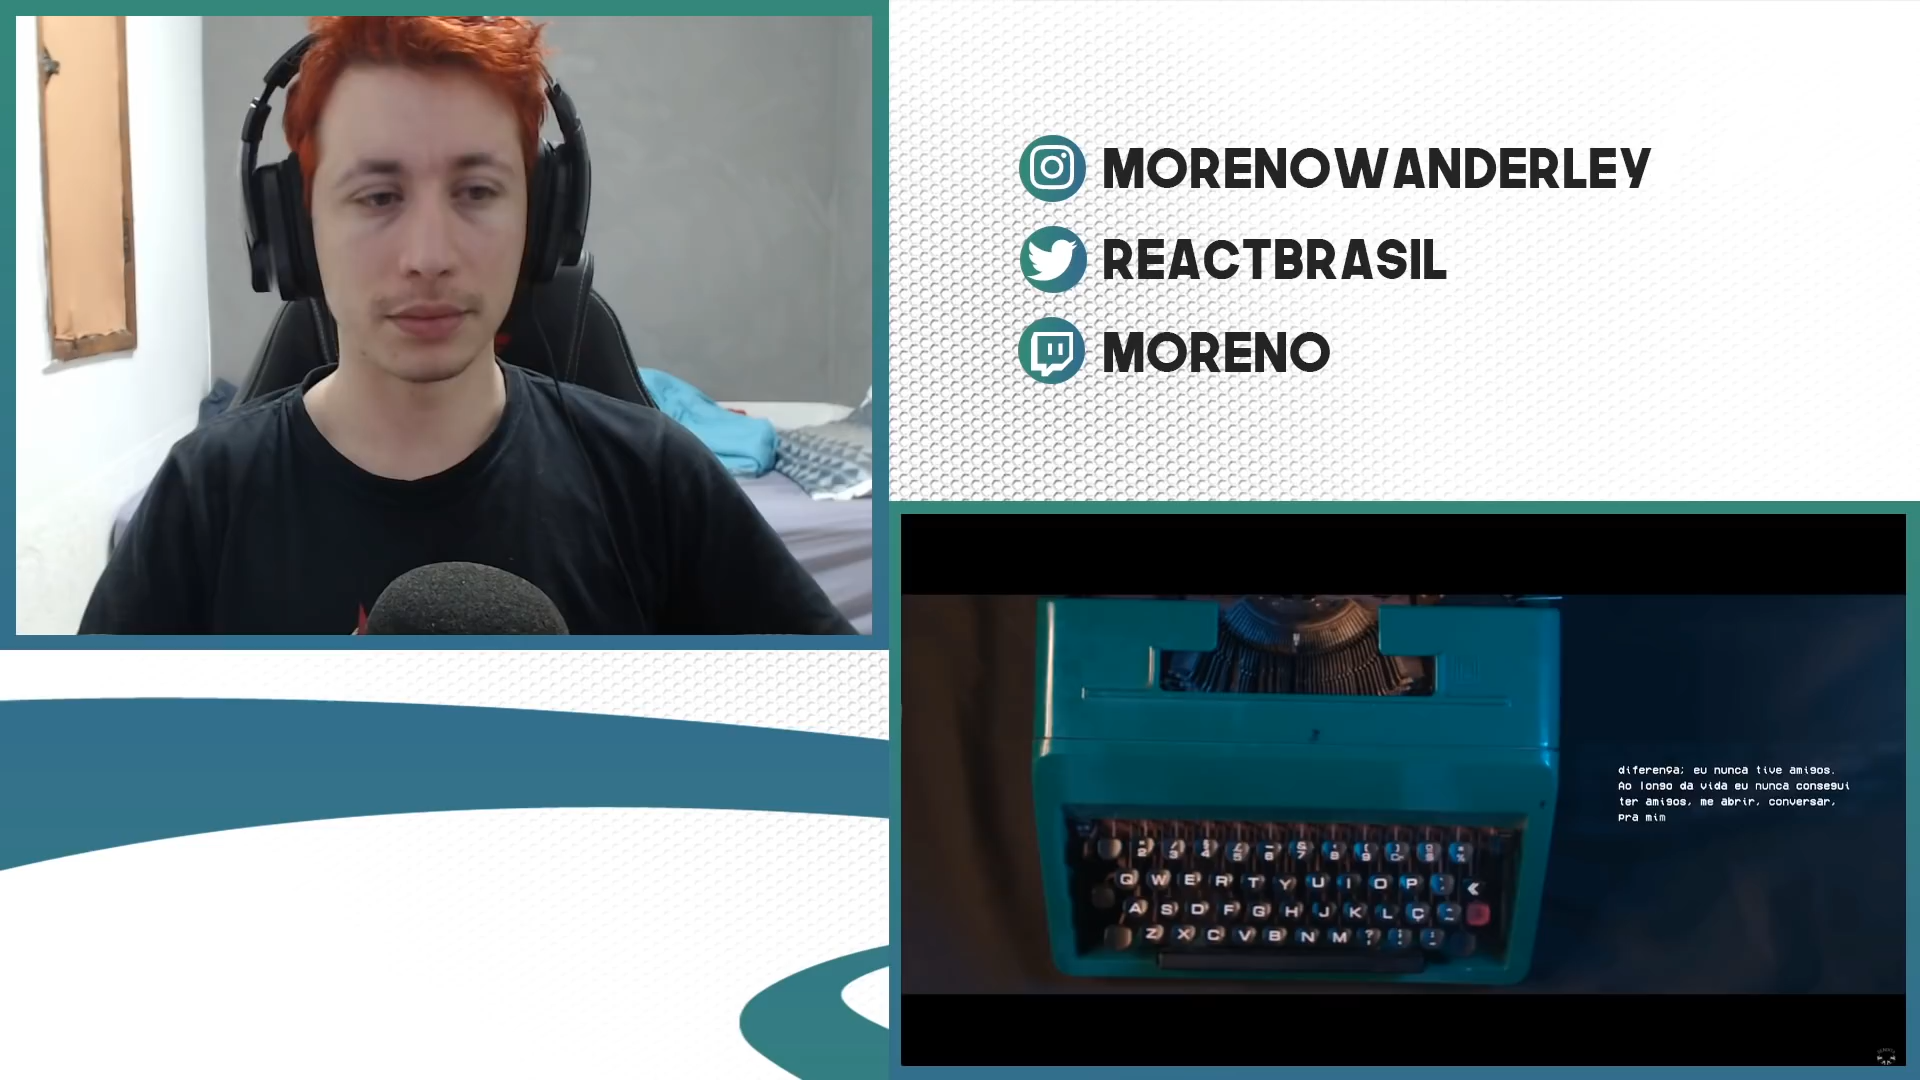 MORENOWANDERLEY
REACTBRASIL
MORENO
diferença; eu nunca tive amigos.
Ao longo da vida eu nunca consegui
ter amigos, me abrir, conversar,
pra mim
Q W E R T Y U I O P
A S D F G H J K L Ç
Z X C V B N M